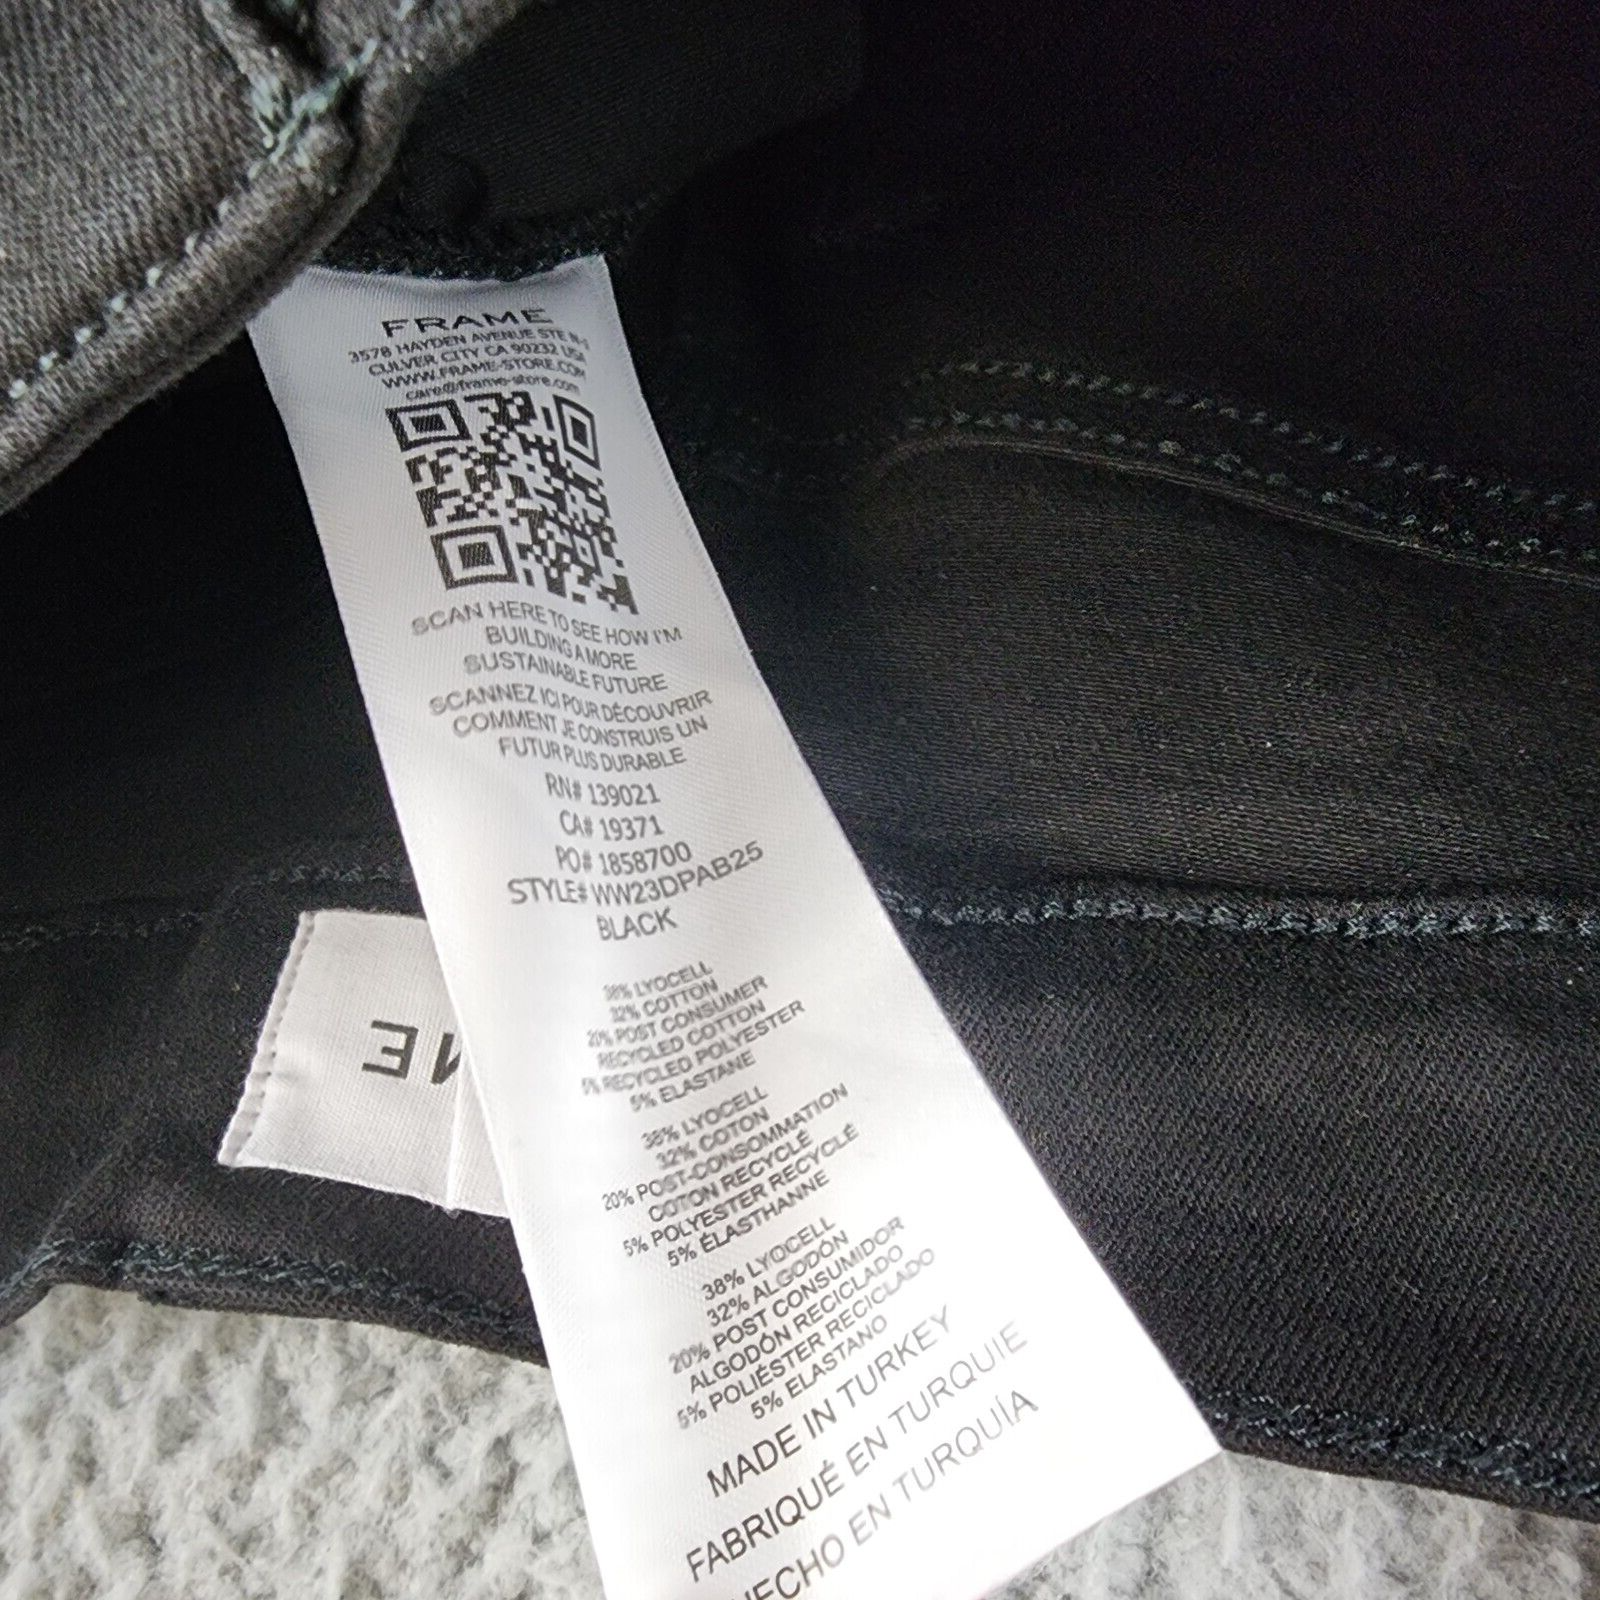 FRAME
3578 HAYDEN AVENUE STE
CULVER CITY CA 90232 USA
WWW.FRAME-STORE.COM
care@frame-store.com
SCAN HERE TO SEE HOW I'M
BUILDING A MORE
SUSTAINABLE FUTURE
SCANNEZ ICI POUR DÉCOUVRIR
COMMENT JE CONSTRUIS UN
FUTUR PLUS DURABLE
RN# 139021
CA# 19371
PO# 1858700
STYLE# WW23DPAB25
BLACK
38% LYOCELL
32% COTTON
20% POST CONSUMER
RECYCLED COTTON
5% RECYCLED POLYESTER
5% ELASTANE
38% LYOCELL
32% COTON
20% POST-CONSOMMATION
COTON RECYCLÉ
5% POLYESTER RECYCLÉ
5% ÉLASTHANNE
38% LYOCELL
32% ALGODÓN
20% POST CONSUMIDOR
ALGODÓN RECICLADO
5% POLIÉSTER RECICLADO
5% ELASTANO
MADE IN TURKEY
FABRIQUÉ EN TURQUIE
HECHO EN TURQUÍA